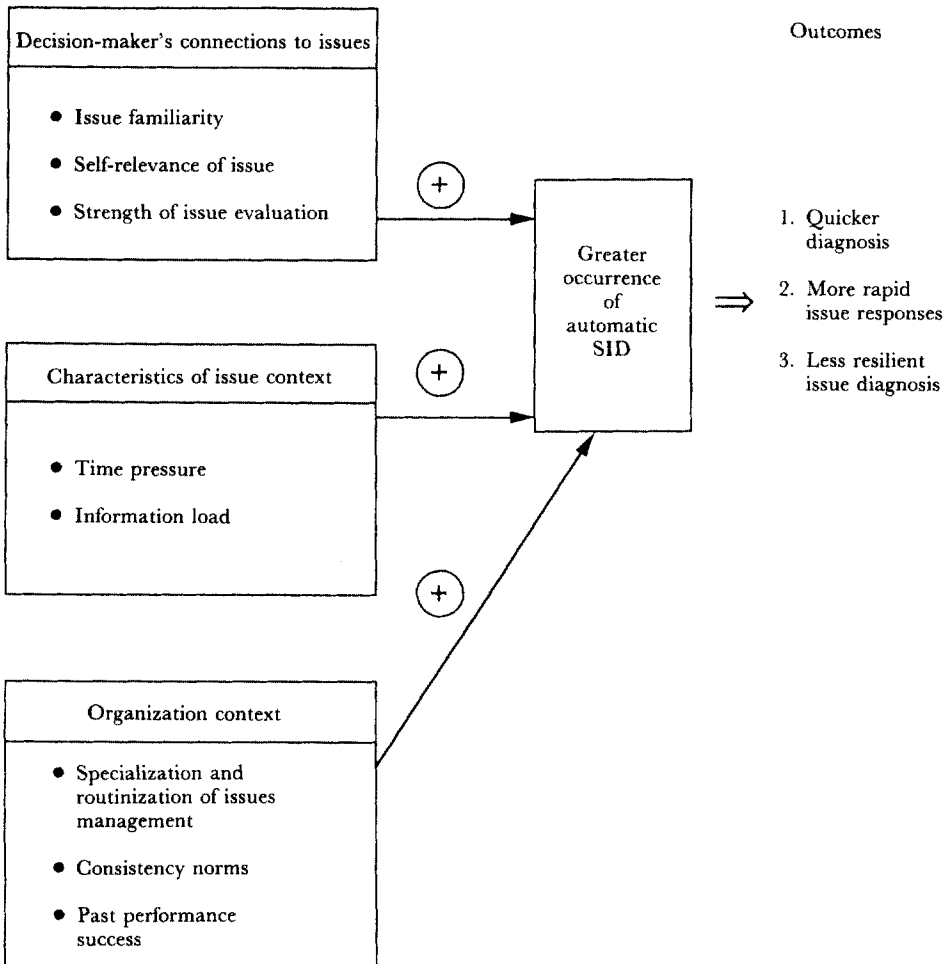 Decision-maker's connections to issues
● Issue familiarity
● Self-relevance of issue
● Strength of issue evaluation
+
Characteristics of issue context
● Time pressure
● Information load
+
Organization context
● Specialization and
routinization of issues
management
● Consistency norms
● Past performance
success
+
Greater
occurrence
of
automatic
SID
⇒
Outcomes
1. Quicker
diagnosis
2. More rapid
issue responses
3. Less resilient
issue diagnosis